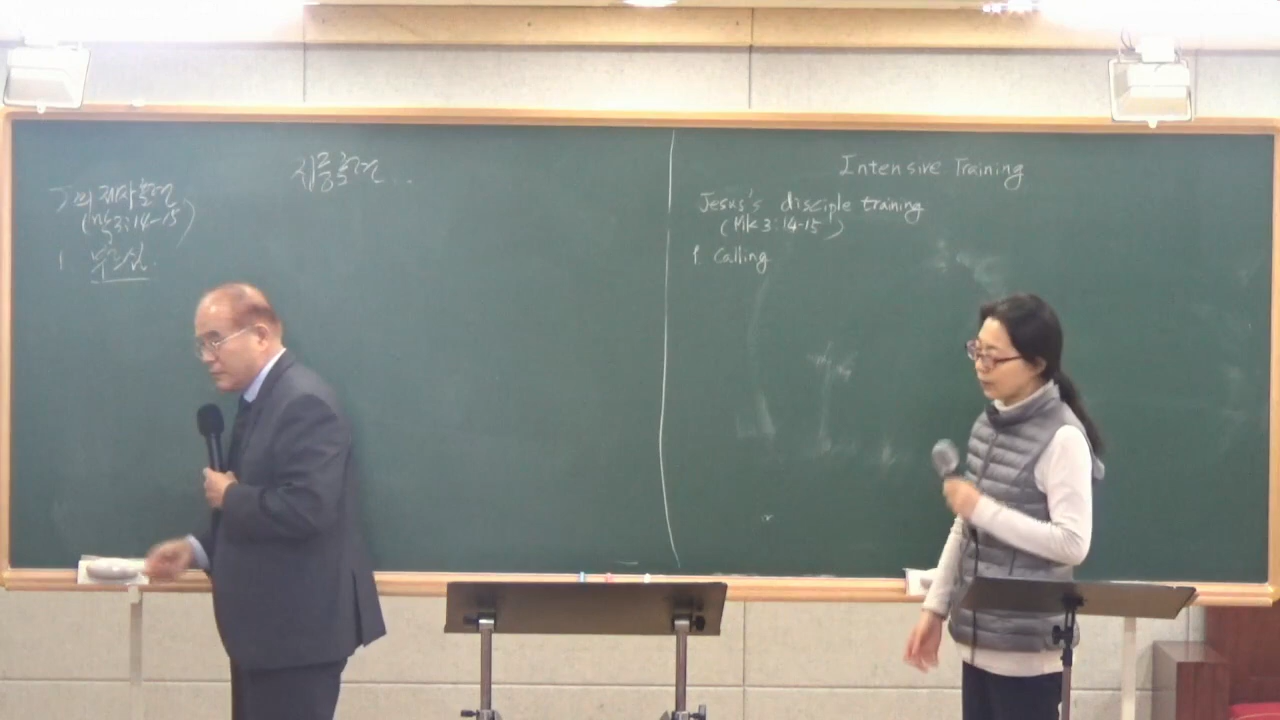 집중훈련...
J의 제자훈련
(막3:14-15)
1. 부르심.
Intensive Training
Jesus's disciple training
(Mk 3:14-15)
1. Calling